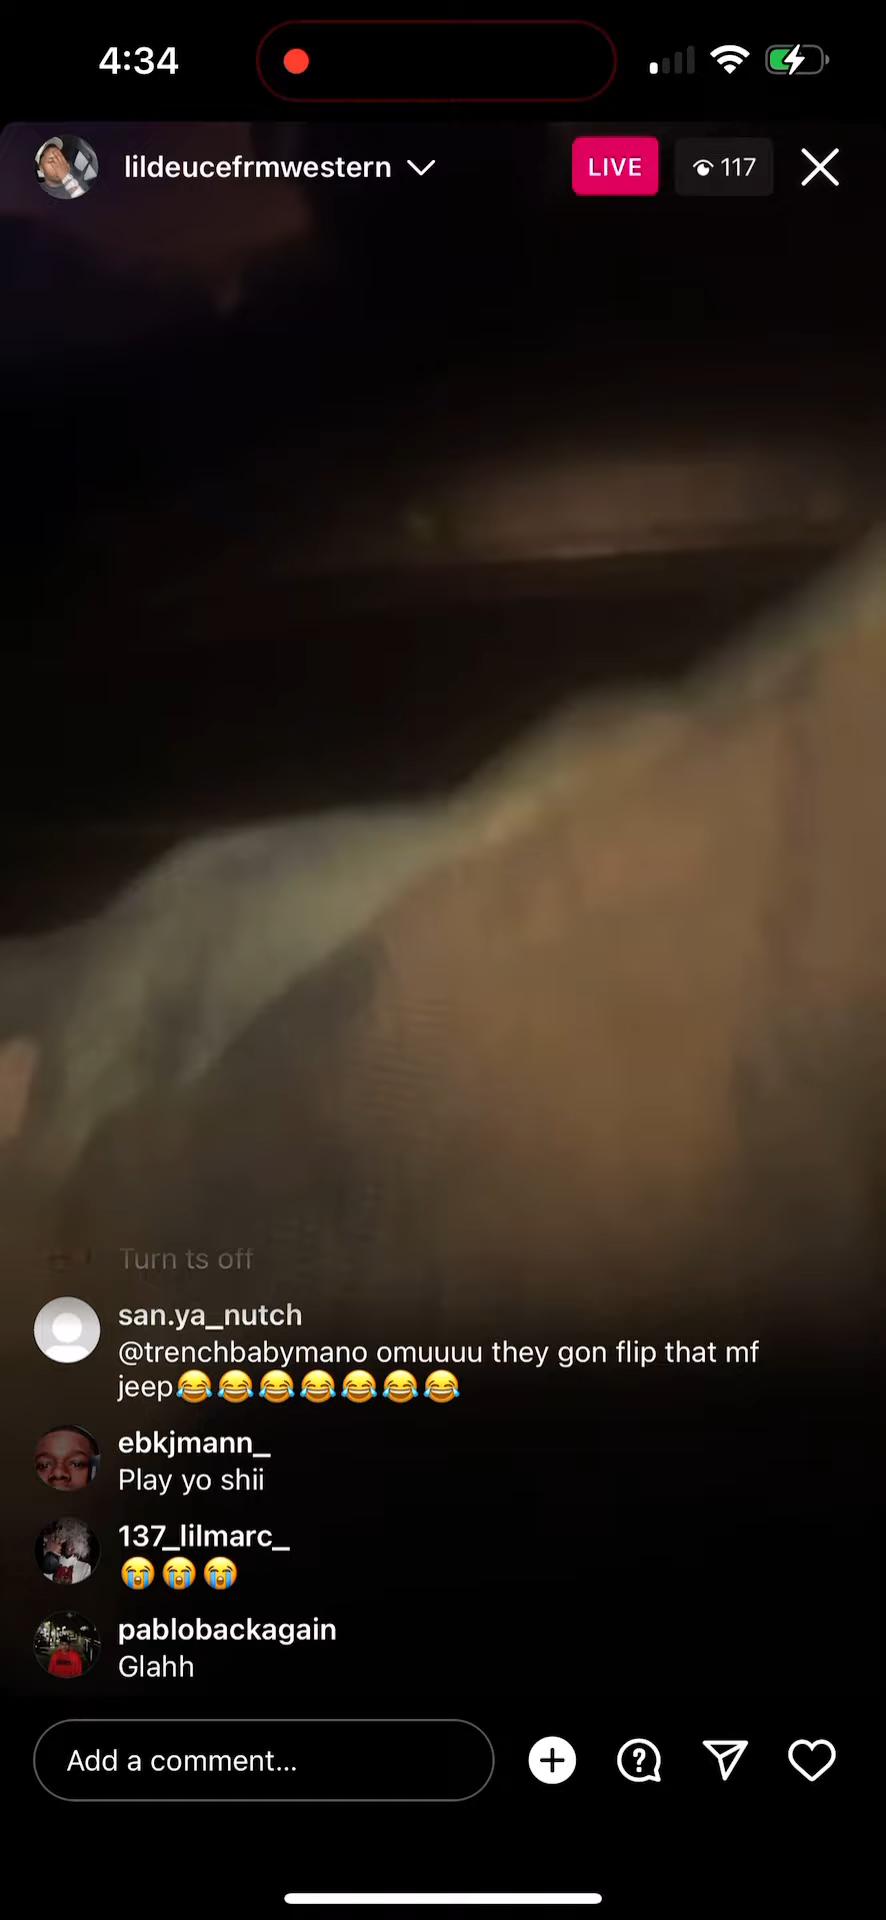 4:34
lildeucefrmwestern
LIVE
117
Turn ts off
san.ya_nutch
@trenchbabymano omuuuu they gon flip that mf
jeep😂😂😂😂😂😂😂
ebkjmann_
Play yo shii
137_lilmarc_
😭😭😭
pablobackagain
Glahh
Add a comment...